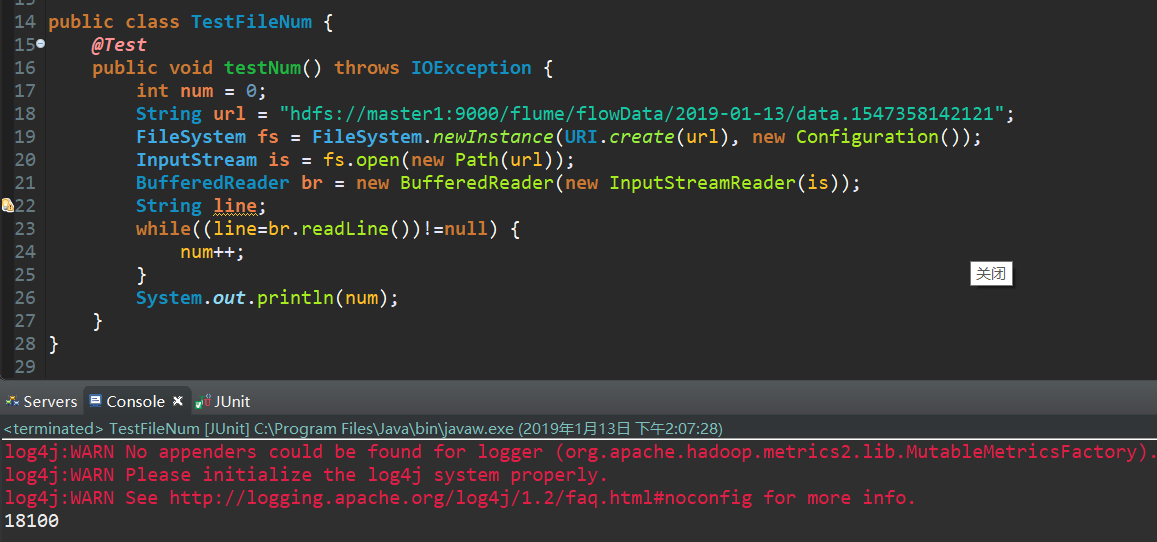 14 public class TestFileNum {
15 @Test
16 public void testNum() throws IOException {
17 int num = 0;
18 String url = "hdfs://master1:9000/flume/flowData/2019-01-13/data.1547358142121";
19 FileSystem fs = FileSystem.newInstance(URI.create(url), new Configuration());
20 InputStream is = fs.open(new Path(url));
21 BufferedReader br = new BufferedReader(new InputStreamReader(is));
22 String line;
23 while((line=br.readLine())!=null) {
24 num++;
25 }
关闭
26 System.out.println(num);
27 }
28 }
29
Servers Console JUnit
<terminated> TestFileNum [JUnit] C:\Program Files\Java\bin\javaw.exe (2019年1月13日 下午2:07:28)
log4j:WARN No appenders could be found for logger (org.apache.hadoop.metrics2.lib.MutableMetricsFactory).
log4j:WARN Please initialize the log4j system properly.
log4j:WARN See http://logging.apache.org/log4j/1.2/faq.html#noconfig for more info.
18100